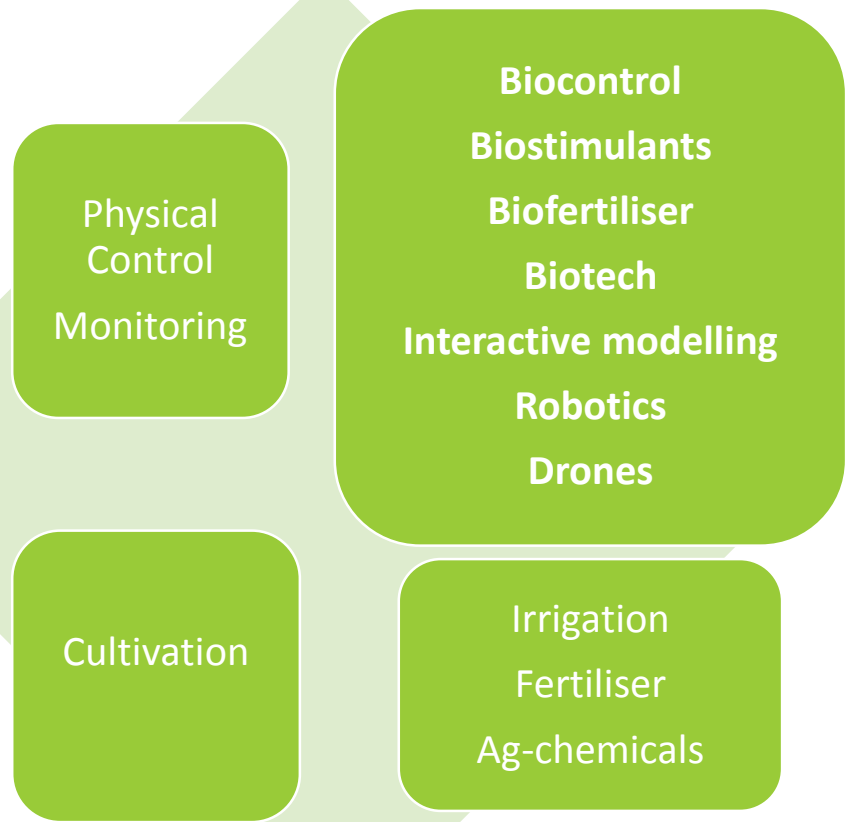 Physical
Control
Monitoring
Biocontrol
Biostimulants
Biofertiliser
Biotech
Interactive modelling
Robotics
Drones
Cultivation
Irrigation
Fertiliser
Ag-chemicals